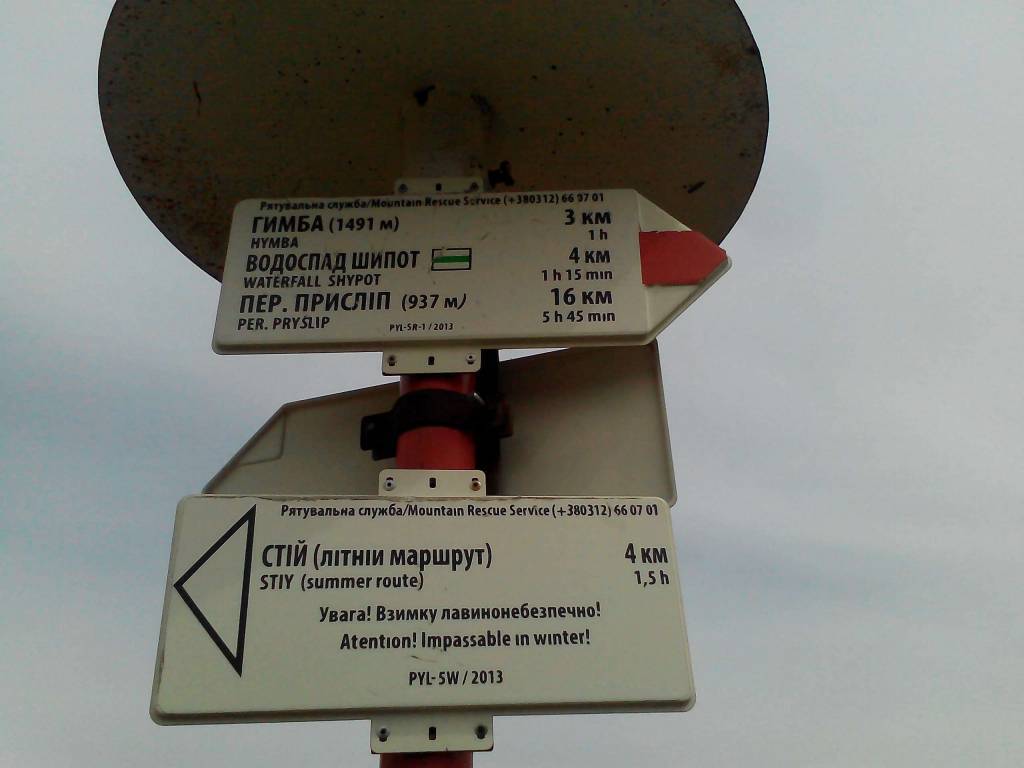 Рятувальна служба/Mountain Rescue Service (+380312) 66 07 01
ГИМБА (1491 м) 3 км
HYMBA 1 h
ВОДОСПАД ШИПОТ 4 км
WATERFALL SHYPOT 1 h 15 min
ПЕР. ПРИСЛІП (937 м) 16 км
PER. PRYSLIP 5 h 45 min
PYL-5R-1 / 2013
Рятувальна служба/Mountain Rescue Service (+380312) 66 07 01
СТІЙ (літній маршрут) 4 км
STIY (summer route) 1,5 h
Увага! Взимку лавинонебезпечно!
Atention! Impassable in winter!
PYL-5W / 2013